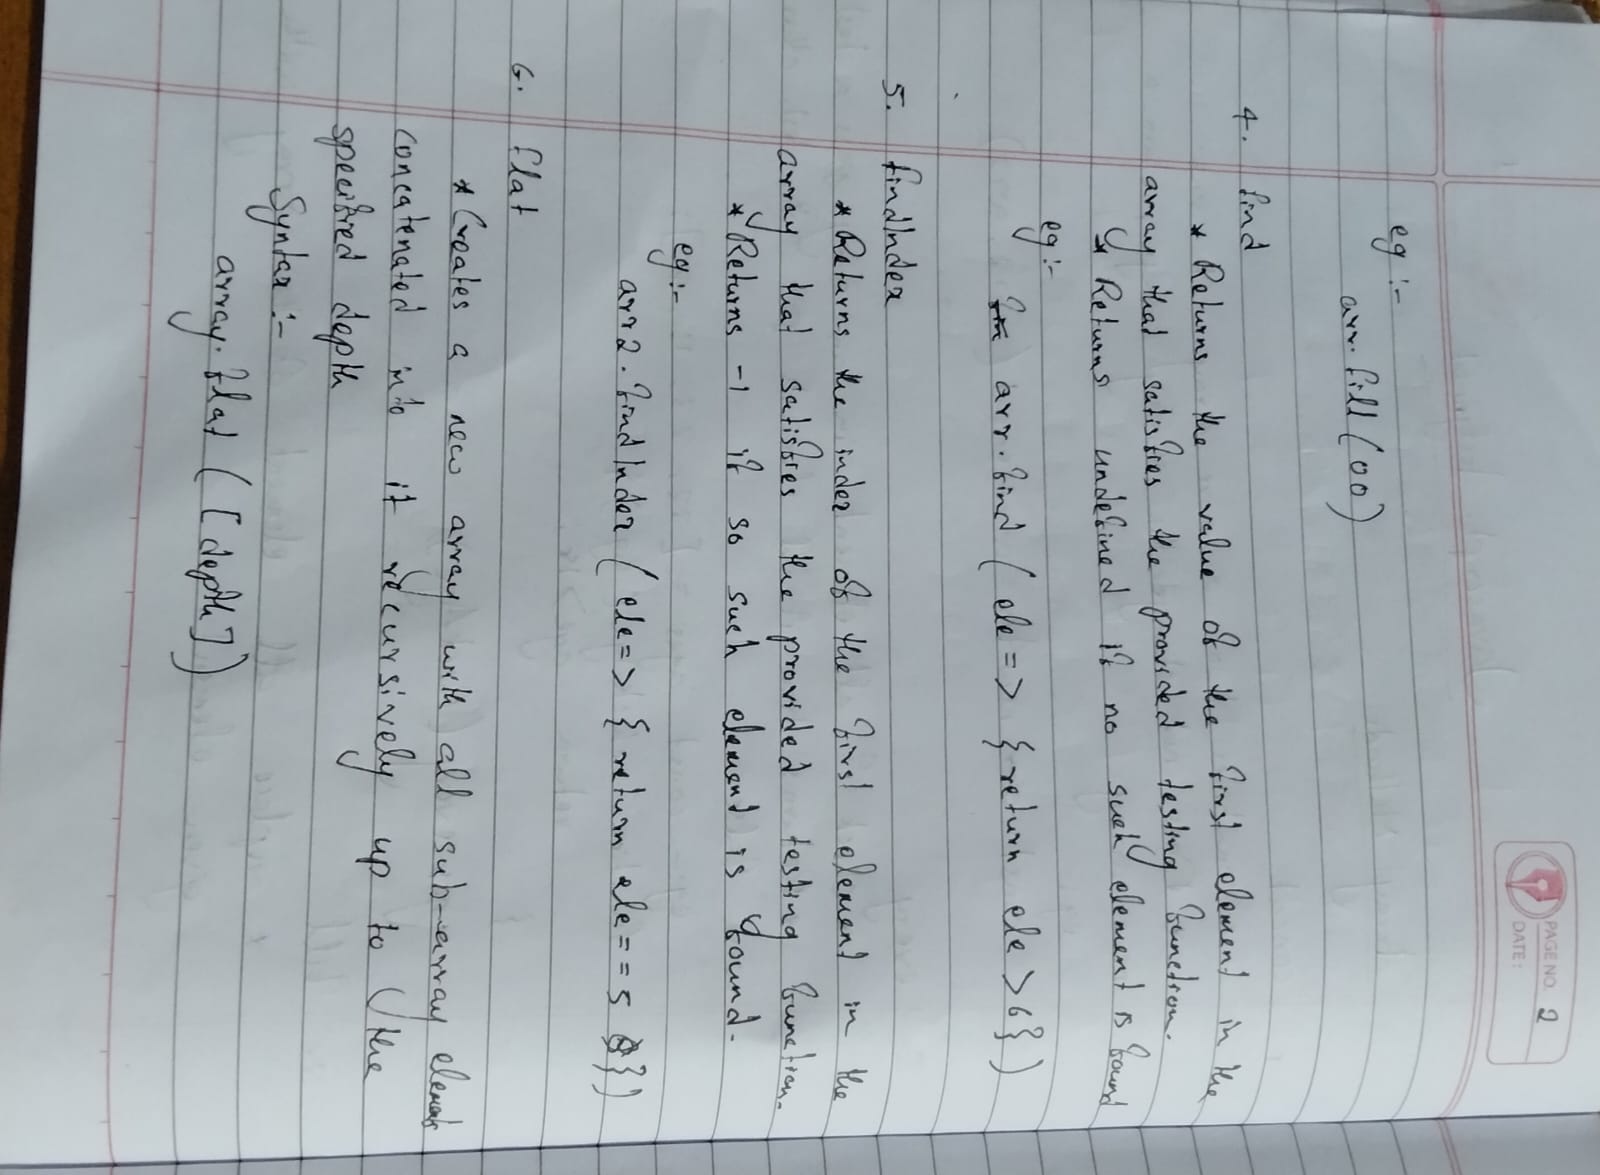 PAGE NO. 2
DATE:
eg :-
arr. fill (00)
4. find
* Returns the value of the first element in the
array that satisfies the provided testing function.
* Returns undefined if no such element is found
eg :-
arr. find ( ele => { return ele > 6 } )
5. findIndex
* Returns the index of the first element in the
array that satisfies the provided testing function.
* Returns -1 if so such element is found.
eg :-
arr2. findIndex ( ele => { return ele == 5 } )
6. flat
* Creates a new array with all sub-array elements
concatenated into it recursively up to the
specified depth
Syntax :-
array. flat ( [ depth ] )